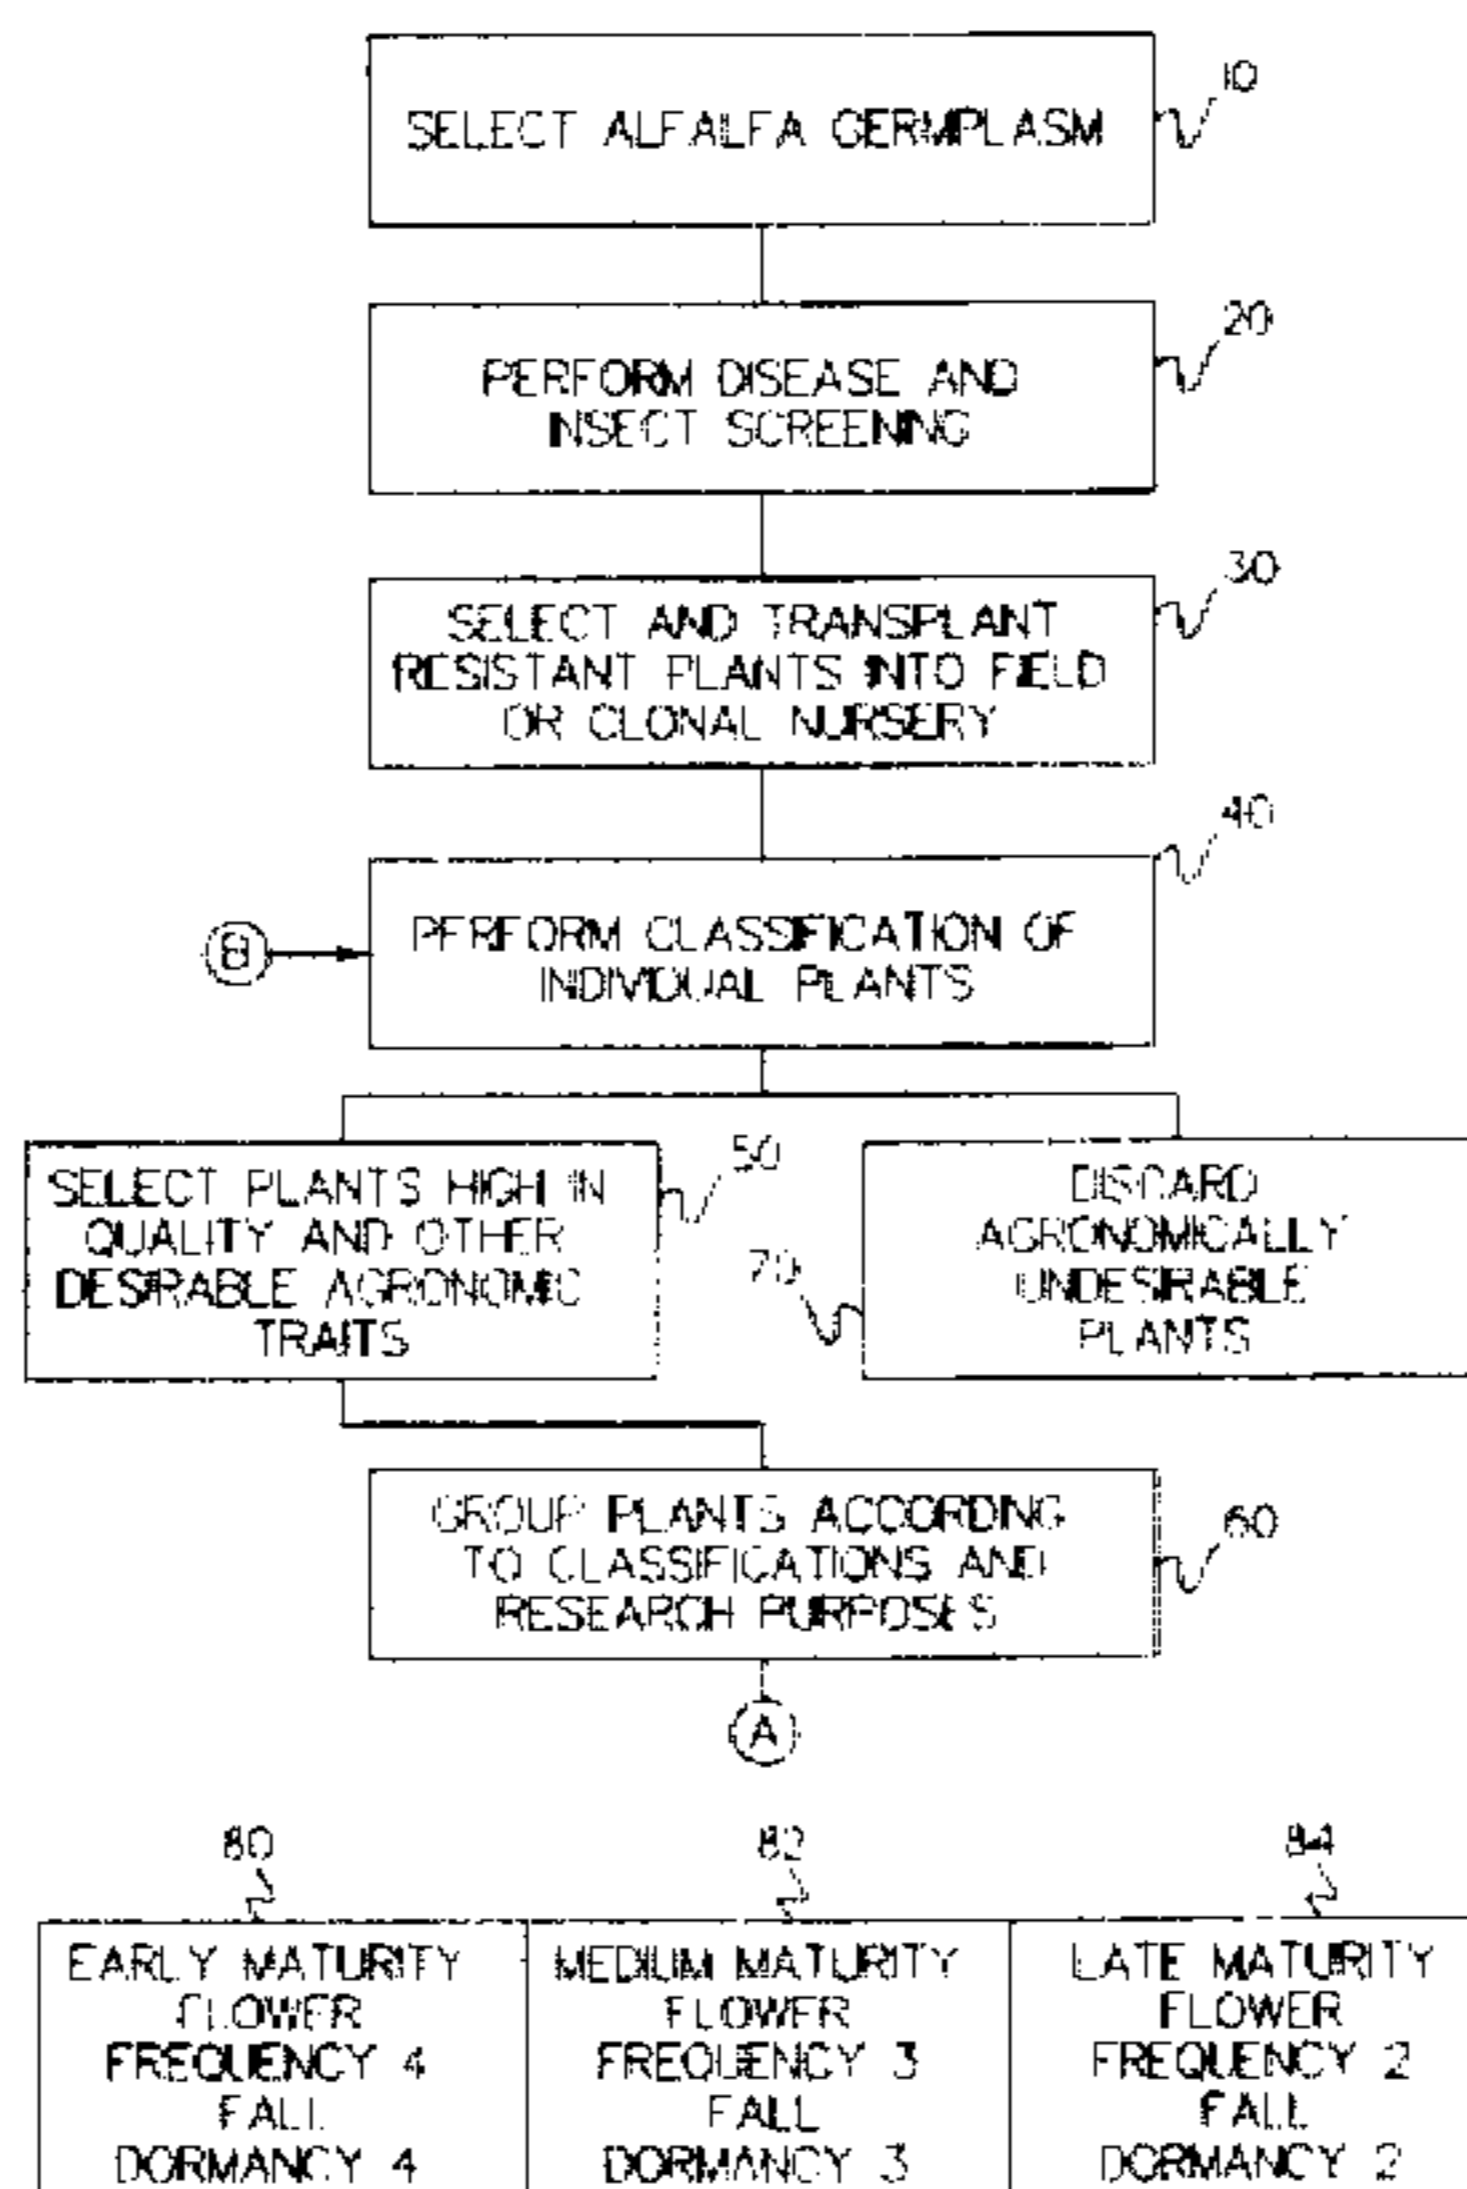 10
SELECT ALFALFA GERMPLASM
20
PERFORM DISEASE AND
INSECT SCREENING
30
SELECT AND TRANSPLANT
RESISTANT PLANTS INTO FIELD
OR CLONAL NURSERY
40
B
PERFORM CLASSIFICATION OF
INDIVIDUAL PLANTS
50
SELECT PLANTS HIGH IN
QUALITY AND OTHER
DESIRABLE AGRONOMIC
TRAITS
70
DISCARD
AGRONOMICALLY
UNDESIRABLE
PLANTS
60
GROUP PLANTS ACCORDING
TO CLASSIFICATIONS AND
RESEARCH PURPOSES
A
80
EARLY MATURITY
FLOWER
FREQUENCY 4
FALL
DORMANCY 4
82
MEDIUM MATURITY
FLOWER
FREQUENCY 3
FALL
DORMANCY 3
84
LATE MATURITY
FLOWER
FREQUENCY 2
FALL
DORMANCY 2